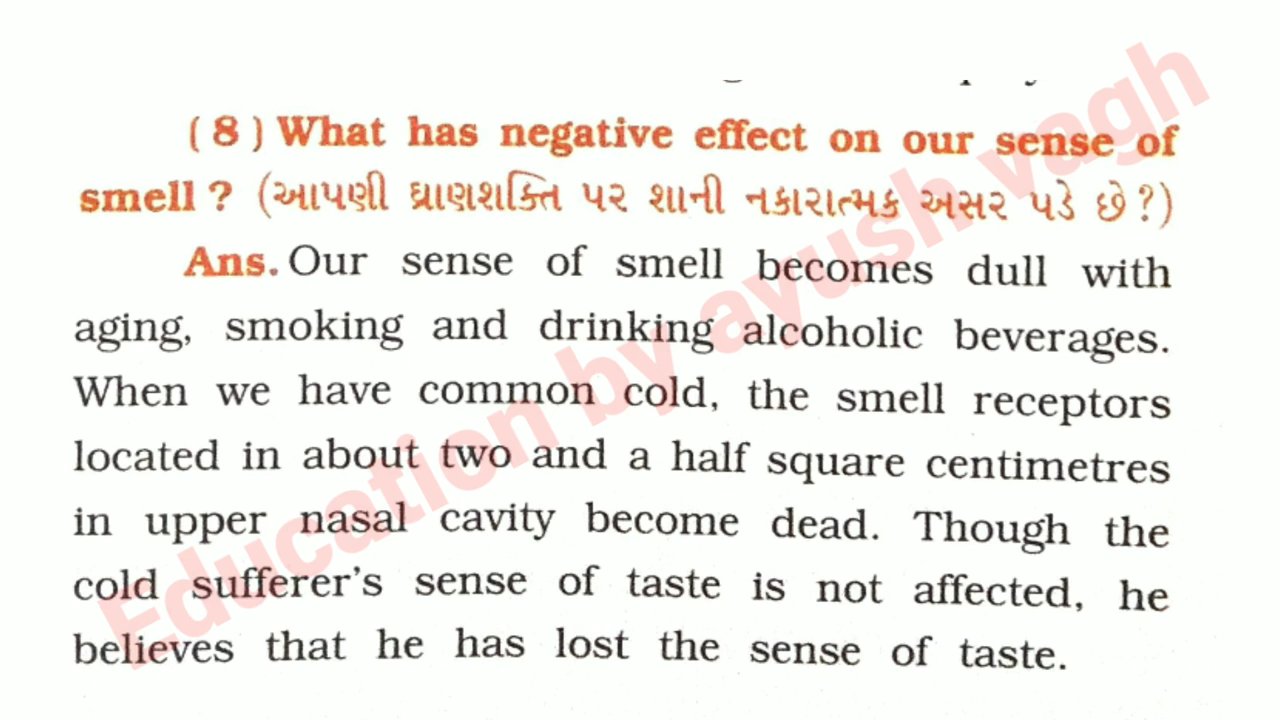 ( 8 ) What has negative effect on our sense of
smell ? (આપણી ઘ્રાણશક્તિ પર શાની નકારાત્મક અસર પડે છે?)
Ans. Our sense of smell becomes dull with
aging, smoking and drinking alcoholic beverages.
When we have common cold, the smell receptors
located in about two and a half square centimetres
in upper nasal cavity become dead. Though the
cold sufferer's sense of taste is not affected, he
believes that he has lost the sense of taste.
Education by ayush vagh